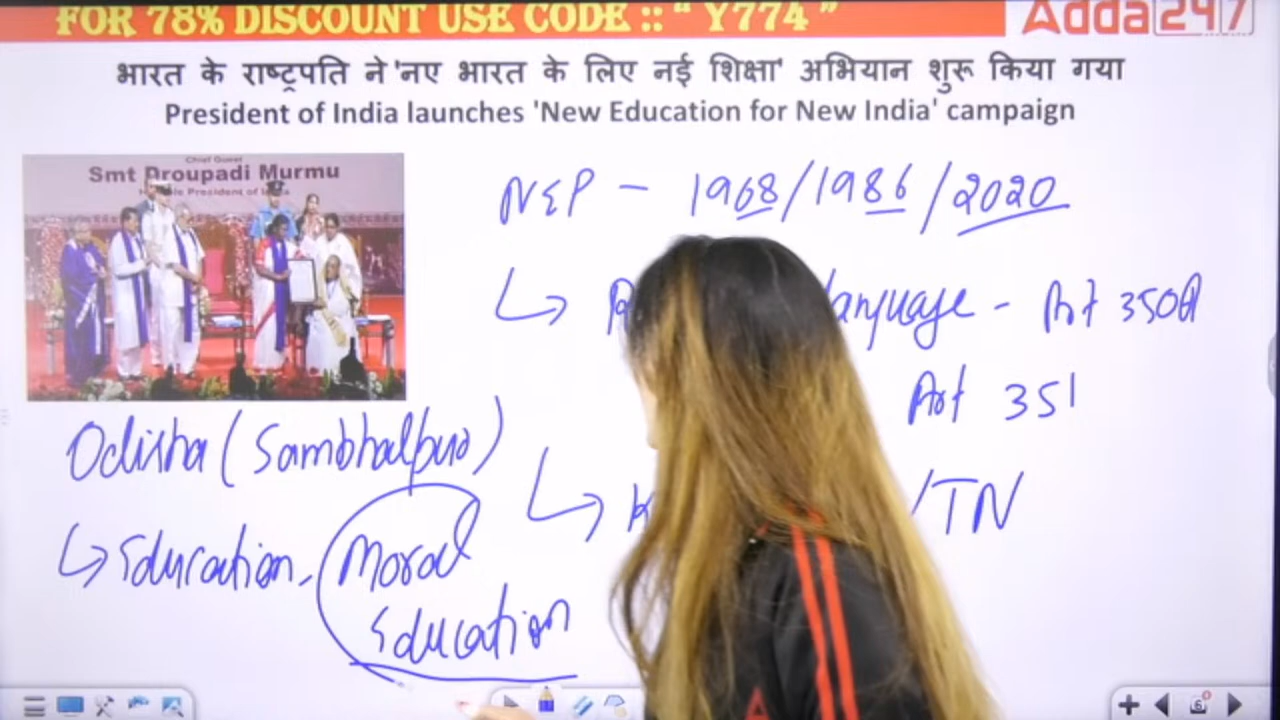 FOR 78% DISCOUNT USE CODE :: “ Y774 ”
Adda247
भारत के राष्ट्रपति ने 'नए भारत के लिए नई शिक्षा' अभियान शुरू किया गया
President of India launches 'New Education for New India' campaign
Chief Guest
Smt Droupadi Murmu
President of India
NEP - 1968/1986/2020
language - Art 350A
Art 351
Odisha (Sambhalpur)
/TN
↳ Education, Moral
Education